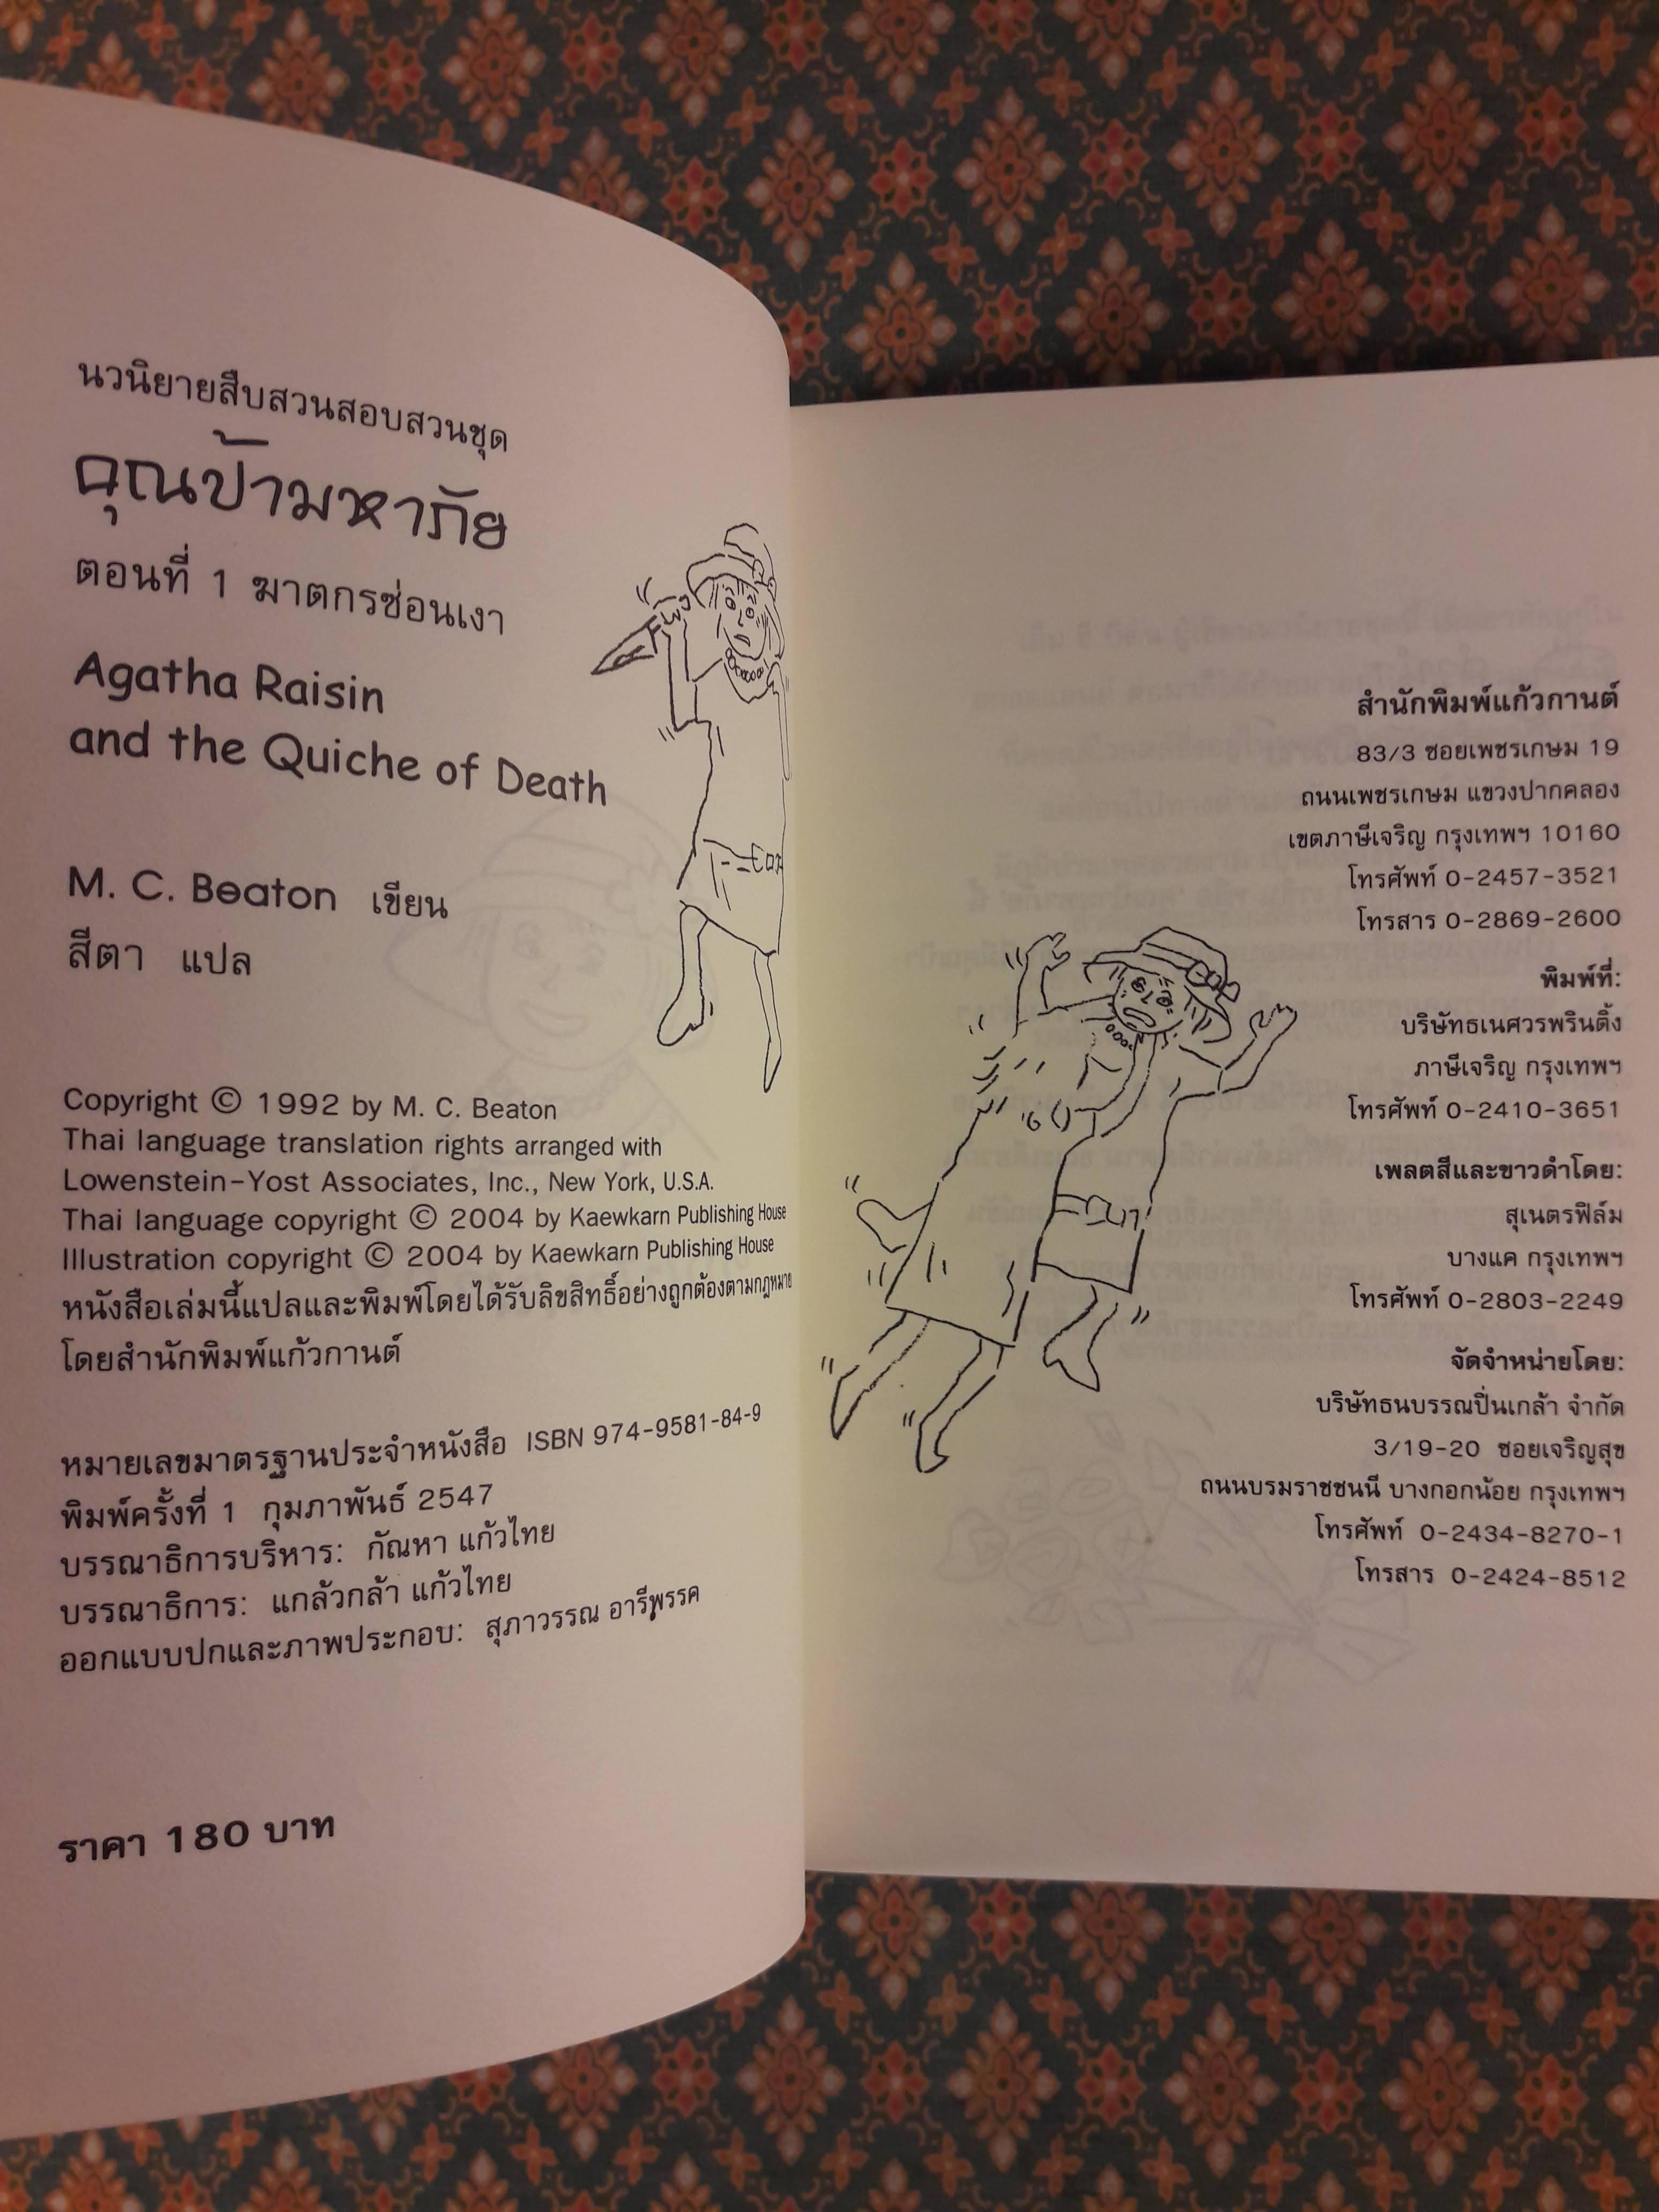 นวนิยายสืบสวนสอบสวนชุด
คุณป้ามหาภัย
ตอนที่ 1 ฆาตกรซ่อนเงา
Agatha Raisin
and the Quiche of Death
M. C. Beaton เขียน
สีตา แปล
Copyright © 1992 by M. C. Beaton
Thai language translation rights arranged with
Lowenstein-Yost Associates, Inc., New York, U.S.A.
Thai language copyright © 2004 by Kaewkarn Publishing House
Illustration copyright © 2004 by Kaewkarn Publishing House
หนังสือเล่มนี้แปลและพิมพ์โดยได้รับลิขสิทธิ์อย่างถูกต้องตามกฎหมาย
โดยสำนักพิมพ์แก้วกานต์
หมายเลขมาตรฐานประจำหนังสือ ISBN 974-9581-84-9
พิมพ์ครั้งที่ 1 กุมภาพันธ์ 2547
บรรณาธิการบริหาร: กัณหา แก้วไทย
บรรณาธิการ: แกล้วกล้า แก้วไทย
ออกแบบปกและภาพประกอบ: สุภาวรรณ อารีพรรค
ราคา 180 บาท
สำนักพิมพ์แก้วกานต์
83/3 ซอยเพชรเกษม 19
ถนนเพชรเกษม แขวงปากคลอง
เขตภาษีเจริญ กรุงเทพฯ 10160
โทรศัพท์ 0-2457-3521
โทรสาร 0-2869-2600
พิมพ์ที่:
บริษัทธเนศวรพรินติ้ง
ภาษีเจริญ กรุงเทพฯ
โทรศัพท์ 0-2410-3651
เพลตสีและขาวดำโดย:
สุเนตรฟิล์ม
บางแค กรุงเทพฯ
โทรศัพท์ 0-2803-2249
จัดจำหน่ายโดย:
บริษัทธนบรรณปิ่นเกล้า จำกัด
3/19-20 ซอยเจริญสุข
ถนนบรมราชชนนี บางกอกน้อย กรุงเทพฯ
โทรศัพท์ 0-2434-8270-1
โทรสาร 0-2424-8512